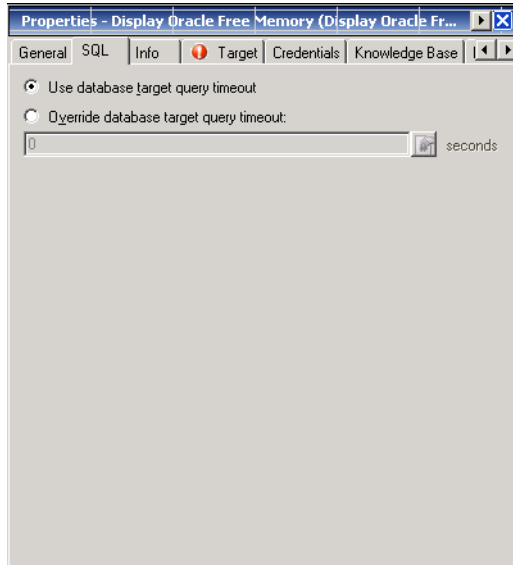 Properties - Display Oracle Free Memory (Display Oracle Fr...
General SQL Info Target Credentials Knowledge Base
Use database target query timeout
Override database target query timeout:
0 seconds